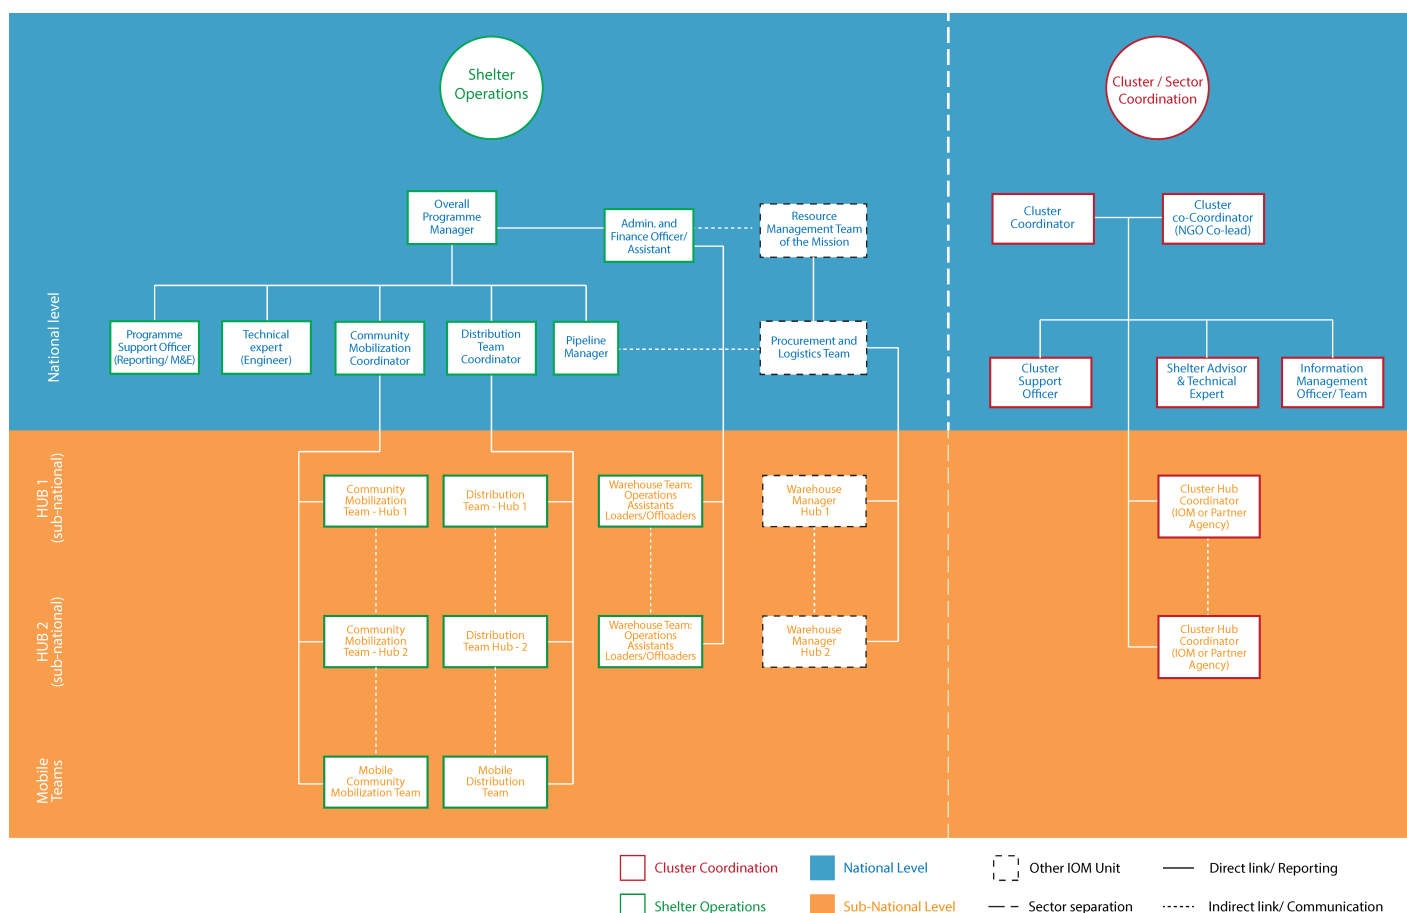 Shelter
Operations
Cluster / Sector
Coordination
Overall
Programme
Manager
Admin. and
Finance Officer/
Assistant
Resource
Management Team
of the Mission
Cluster
Coordinator
Cluster
co-Coordinator
(NGO Co-lead)
National level
Programme
Support Officer
(Reporting/ M&E)
Technical
expert
(Engineer)
Community
Mobilization
Coordinator
Distribution
Team
Coordinator
Pipeline
Manager
Procurement and
Logistics Team
Cluster
Support
Officer
Shelter Advisor
& Technical
Expert
Information
Management
Officer/ Team
HUB 1
(sub-national)
Community
Mobilization
Team - Hub 1
Distribution
Team - Hub 1
Warehouse Team:
Operations
Assistants
Loaders/Offloaders
Warehouse
Manager
Hub 1
Cluster Hub
Coordinator
(IOM or Partner
Agency)
HUB 2
(sub-national)
Community
Mobilization
Team - Hub 2
Distribution
Team Hub - 2
Warehouse Team:
Operations
Assistants
Loaders/Offloaders
Warehouse
Manager
Hub 2
Cluster Hub
Coordinator
(IOM or Partner
Agency)
Mobile
Teams
Mobile
Community
Mobilization Team
Mobile
Distribution
Team
Cluster Coordination
National Level
Other IOM Unit
Direct link/ Reporting
Shelter Operations
Sub-National Level
Sector separation
Indirect link/ Communication